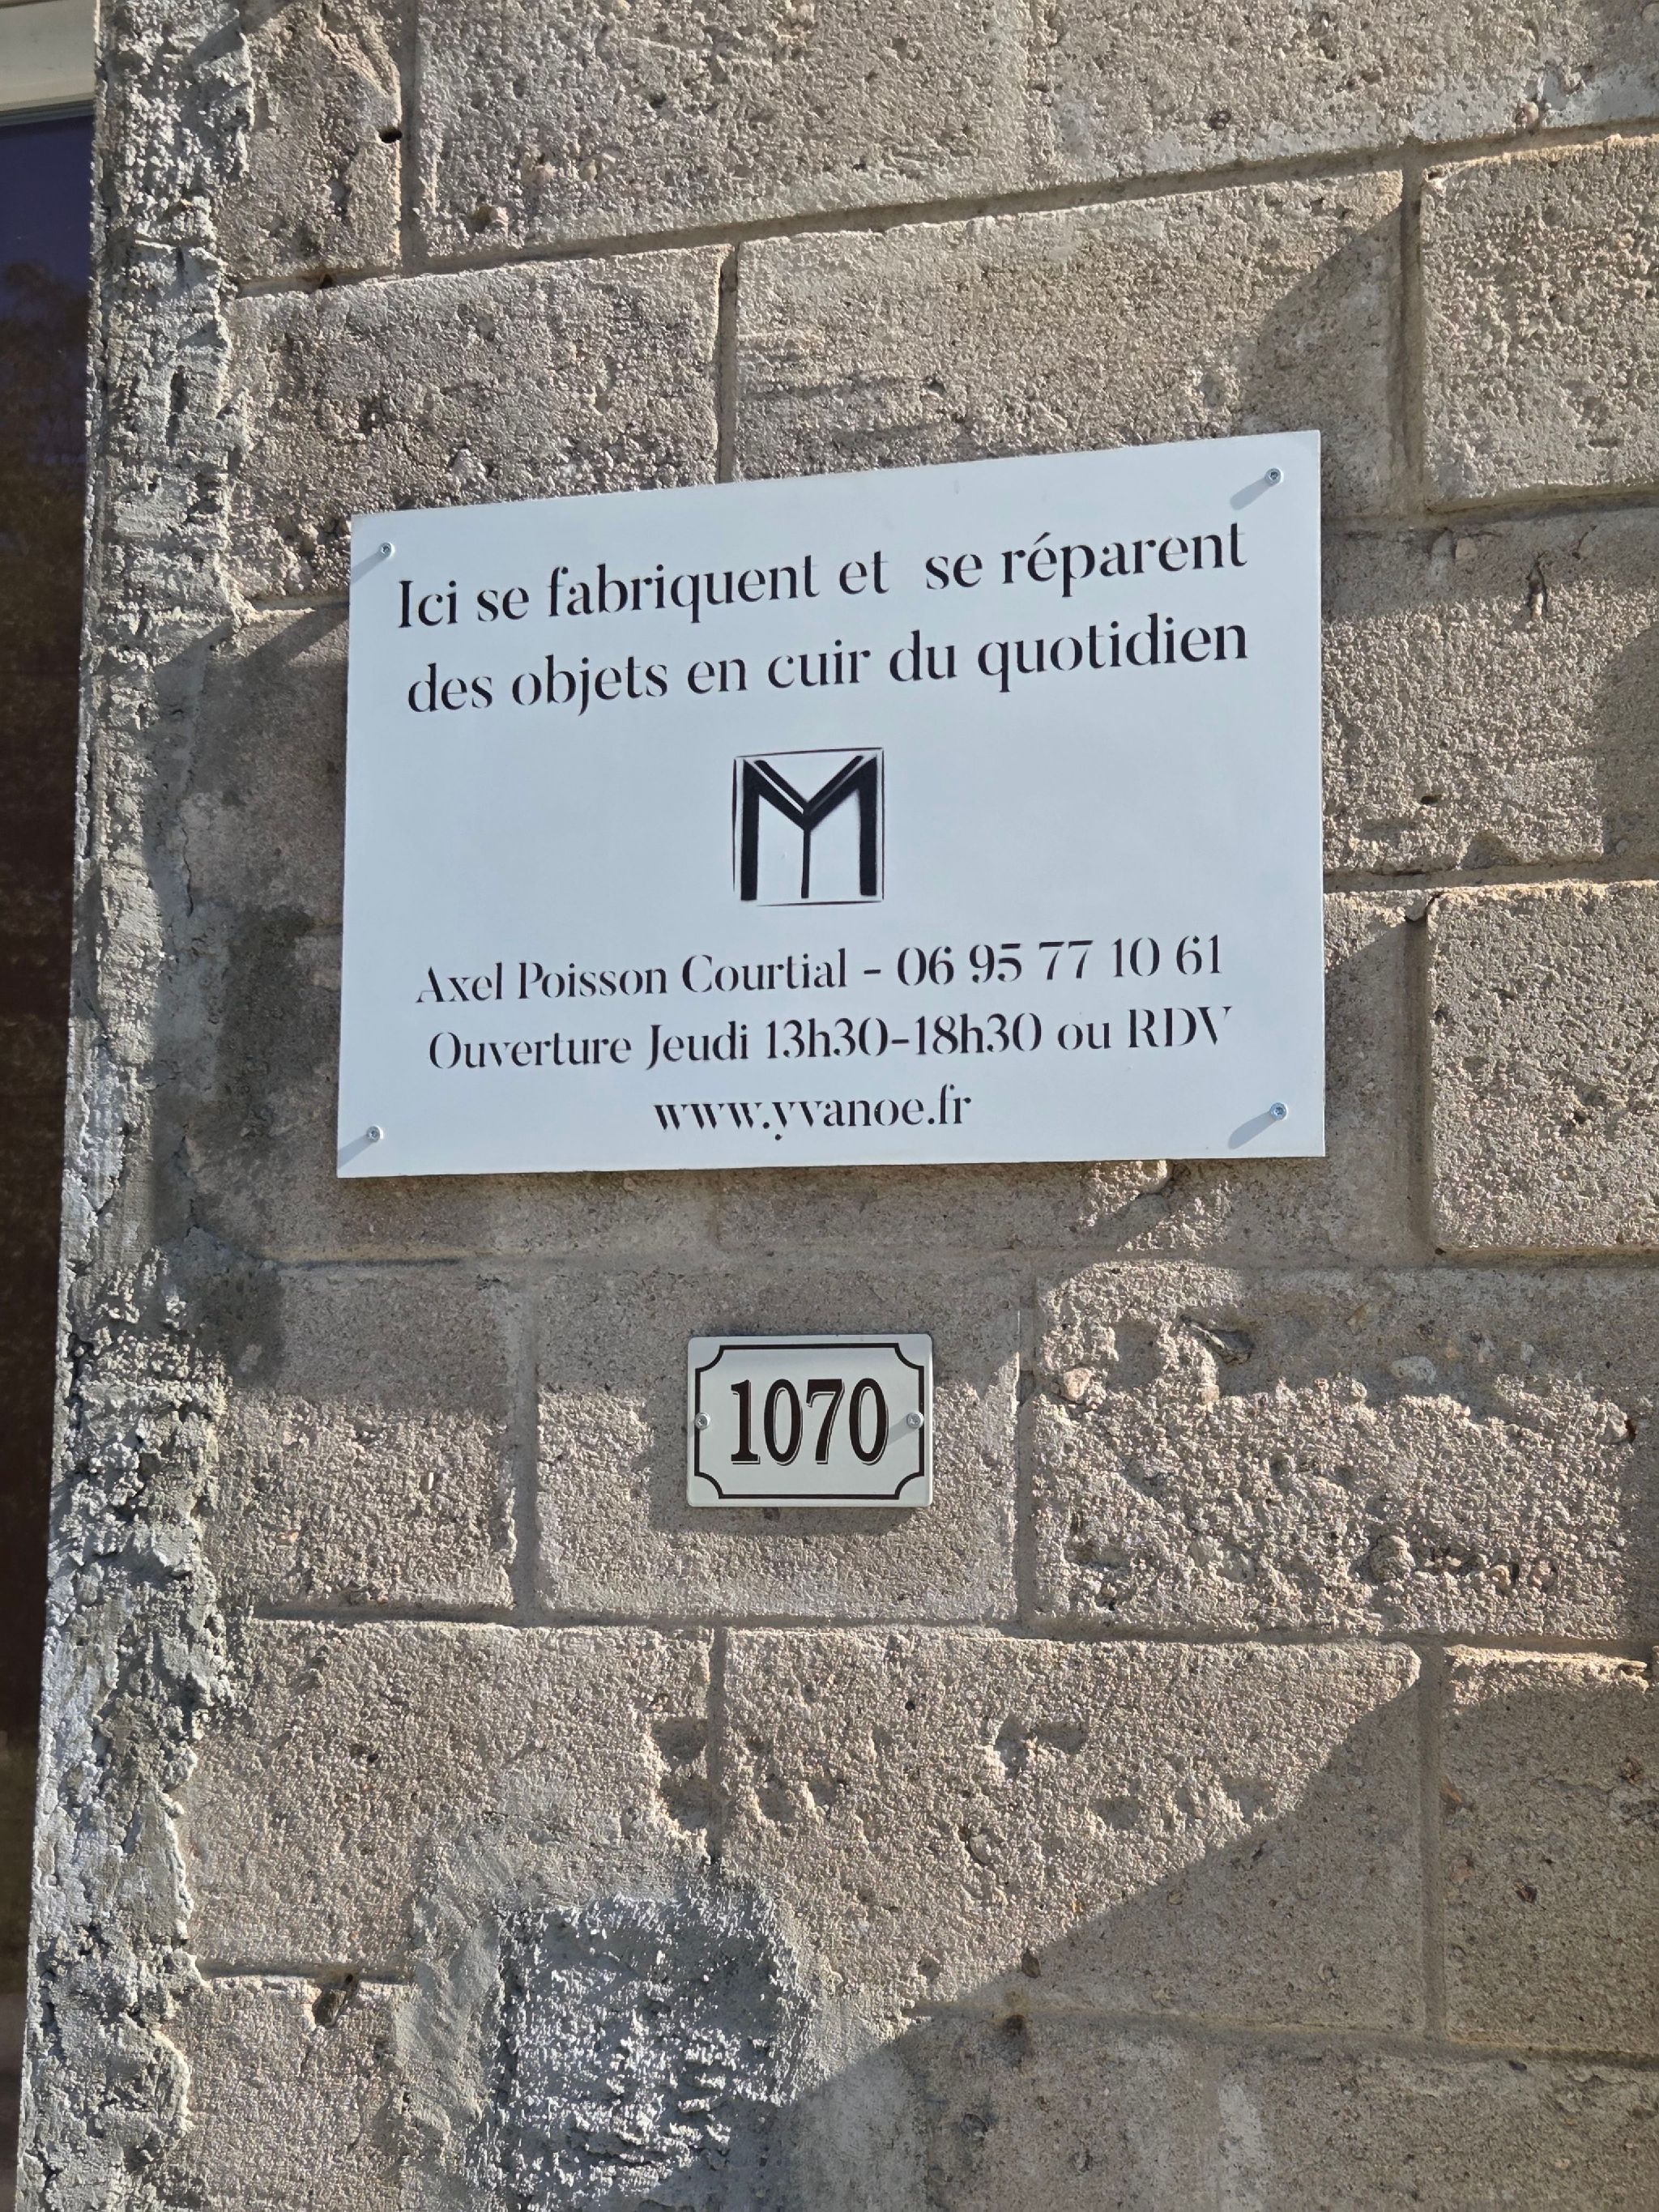 Ici se fabriquent et se réparent
des objets en cuir du quotidien
Axel Poisson Courtial - 06 95 77 10 61
Ouverture Jeudi 13h30-18h30 ou RDV
www.yvanoe.fr
1070